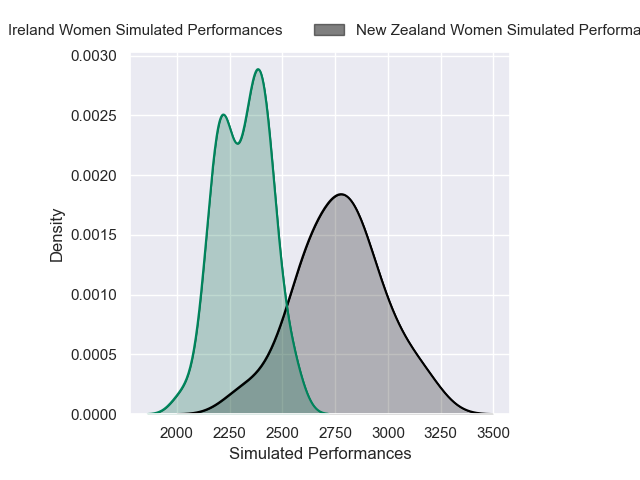 Ireland Women Simulated Performances New Zealand Women Simulated Performa
0.0030
0.0025
0.0020
0.0015
0.0010
0.0005
0.0000
Density
2000 2250 2500 2750 3000 3250 3500
Simulated Performances